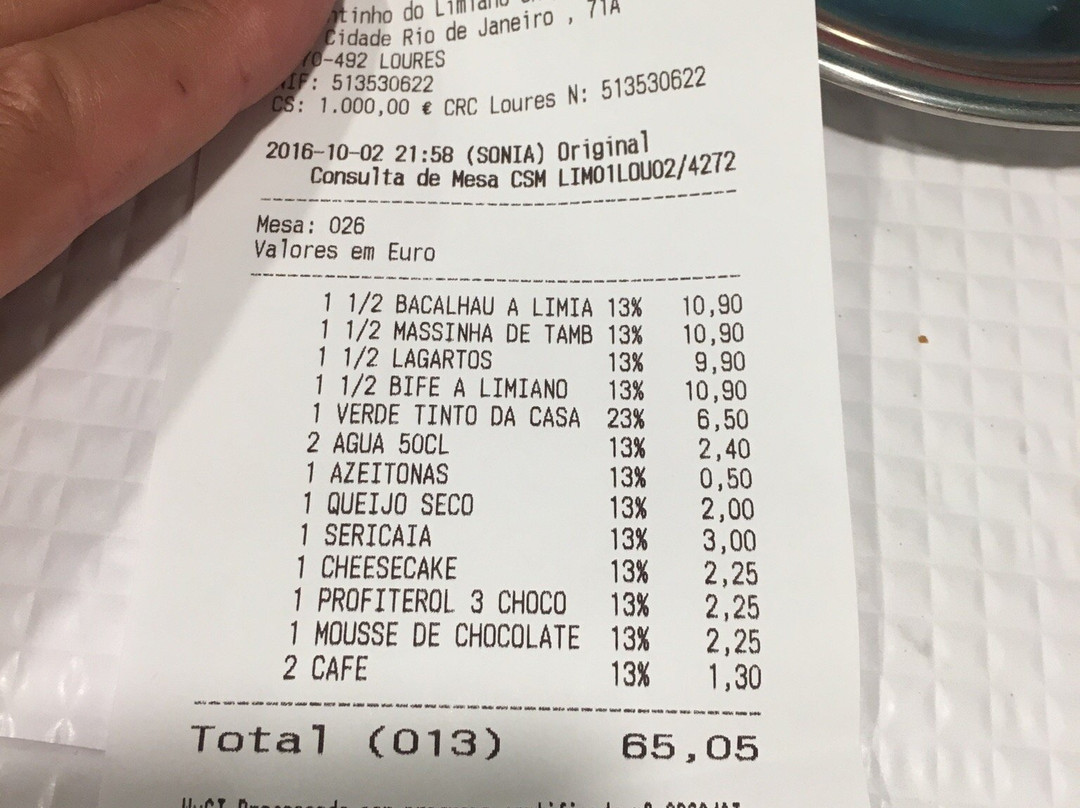 ntinho do Limiano
Cidade Rio de Janeiro , 71A
0-492 LOURES
NIF: 513530622
CS: 1.000,00 € CRC Loures N: 513530622
2016-10-02 21:58 (SONIA) Original
Consulta de Mesa CSM LIM01LOU02/4272
Mesa: 026
Valores em Euro
1 1/2 BACALHAU A LIMIA 13% 10,90
1 1/2 MASSINHA DE TAMB 13% 10,90
1 1/2 LAGARTOS 13% 9,90
1 1/2 BIFE A LIMIANO 13% 10,90
1 VERDE TINTO DA CASA 23% 6,50
2 AGUA 50CL 13% 2,40
1 AZEITONAS 13% 0,50
1 QUEIJO SECO 13% 2,00
1 SERICAIA 13% 3,00
1 CHEESECAKE 13% 2,25
1 PROFITEROL 3 CHOCO 13% 2,25
1 MOUSSE DE CHOCOLATE 13% 2,25
2 CAFE 13% 1,30
Total (013) 65,05